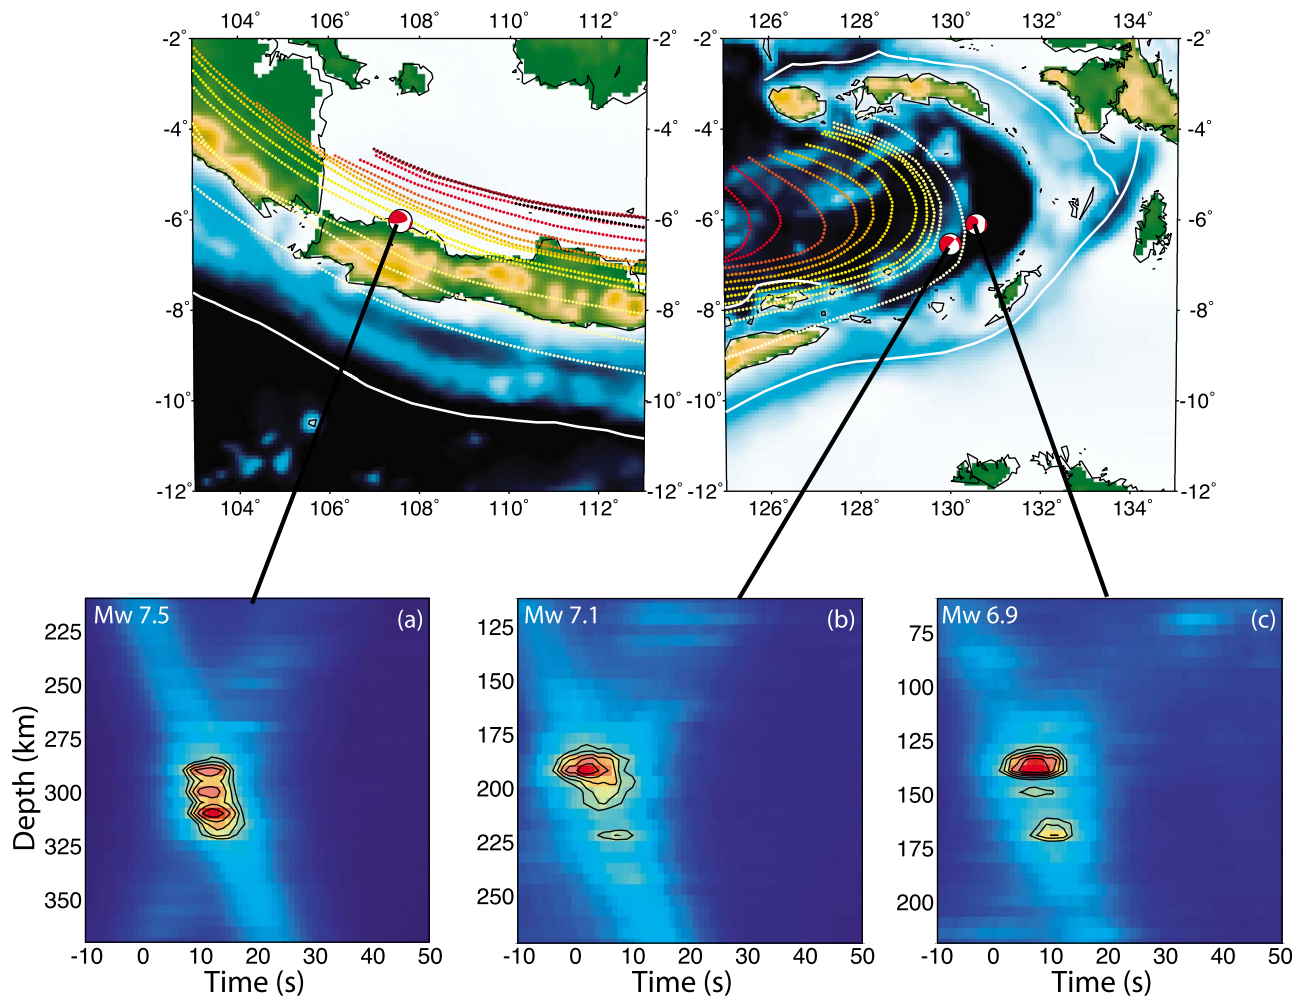 104° 106° 108° 110° 112°
126° 128° 130° 132° 134°
-2° -2° -2° -2°
-4° -4° -4° -4°
-6° -6° -6° -6°
-8° -8° -8° -8°
-10° -10° -10° -10°
-12° -12° -12° -12°
104° 106° 108° 110° 112°
126° 128° 130° 132° 134°
Mw 7.5 (a)
Depth (km)
225
250
275
300
325
350
-10 0 10 20 30 40 50
Time (s)
Mw 7.1 (b)
125
150
175
200
225
250
-10 0 10 20 30 40 50
Time (s)
Mw 6.9 (c)
75
100
125
150
175
200
-10 0 10 20 30 40 50
Time (s)